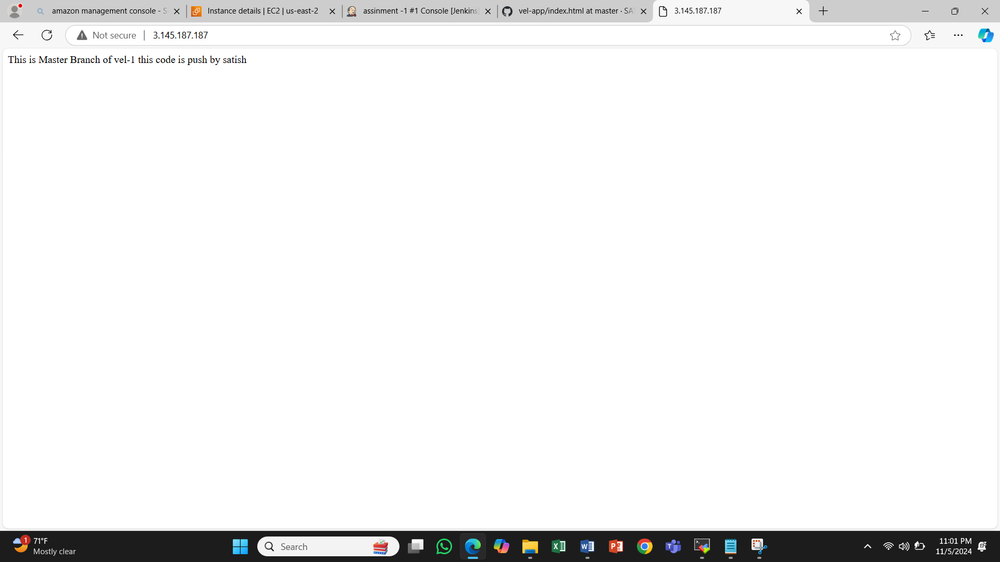 amazon management console - S
Instance details | EC2 | us-east-2
assinment -1 #1 Console [Jenkins]
vel-app/index.html at master · SAT
3.145.187.187
Not secure
3.145.187.187
This is Master Branch of vel-1 this code is push by satish
1
71°F
Mostly clear
Search
11:01 PM
11/5/2024